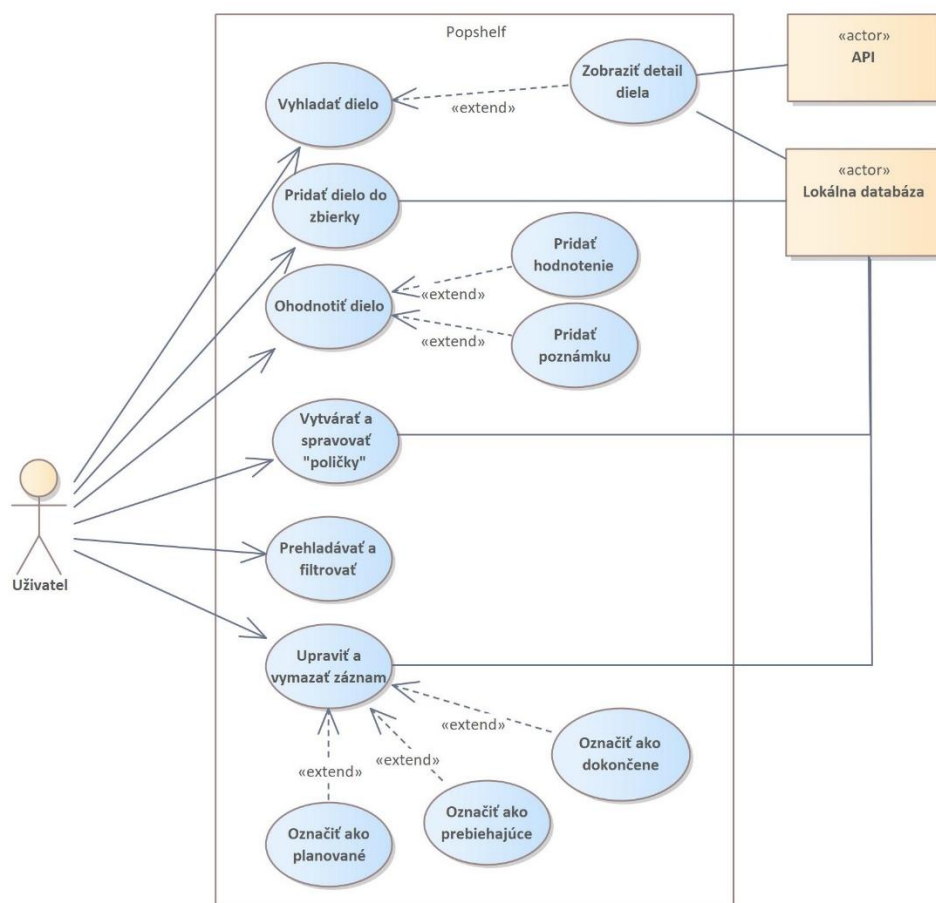 Popshelf
«actor»
API
Zobraziť detail
diela
Vyhladať dielo
«extend»
«actor»
Lokálna databáza
Pridať dielo do
zbierky
Pridať
hodnotenie
«extend»
Ohodnotiť dielo
«extend»
Pridať
poznámku
Vytvárať a
spravovať
"poličky"
Prehladávať a
filtrovať
Uživatel
Upraviť a
vymazať záznam
«extend»
Označiť ako
dokončene
«extend»
«extend»
Označiť ako
prebiehajúce
Označiť ako
planované